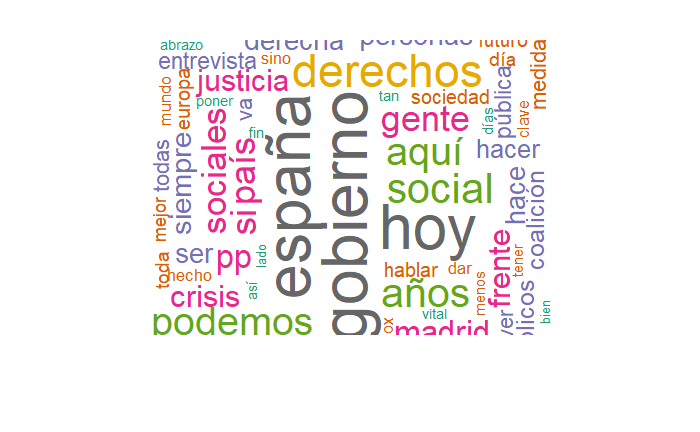 abrazo
derecha
personas
futuro
entrevista
sino
día
derechos
justicia
medida
mundo
europa
poner
va
tan
sociedad
pública
días
clave
gente
fin
sociales
país
si
españa
gobierno
aquí
hacer
todas
siempre
social
hace
coalición
mejor
hoy
ser
pp
lado
toda
hecho
así
hablar
dar
menos
frente
tener
crisis
años
vital
bien
podemos
ox
madrid
ver
licos